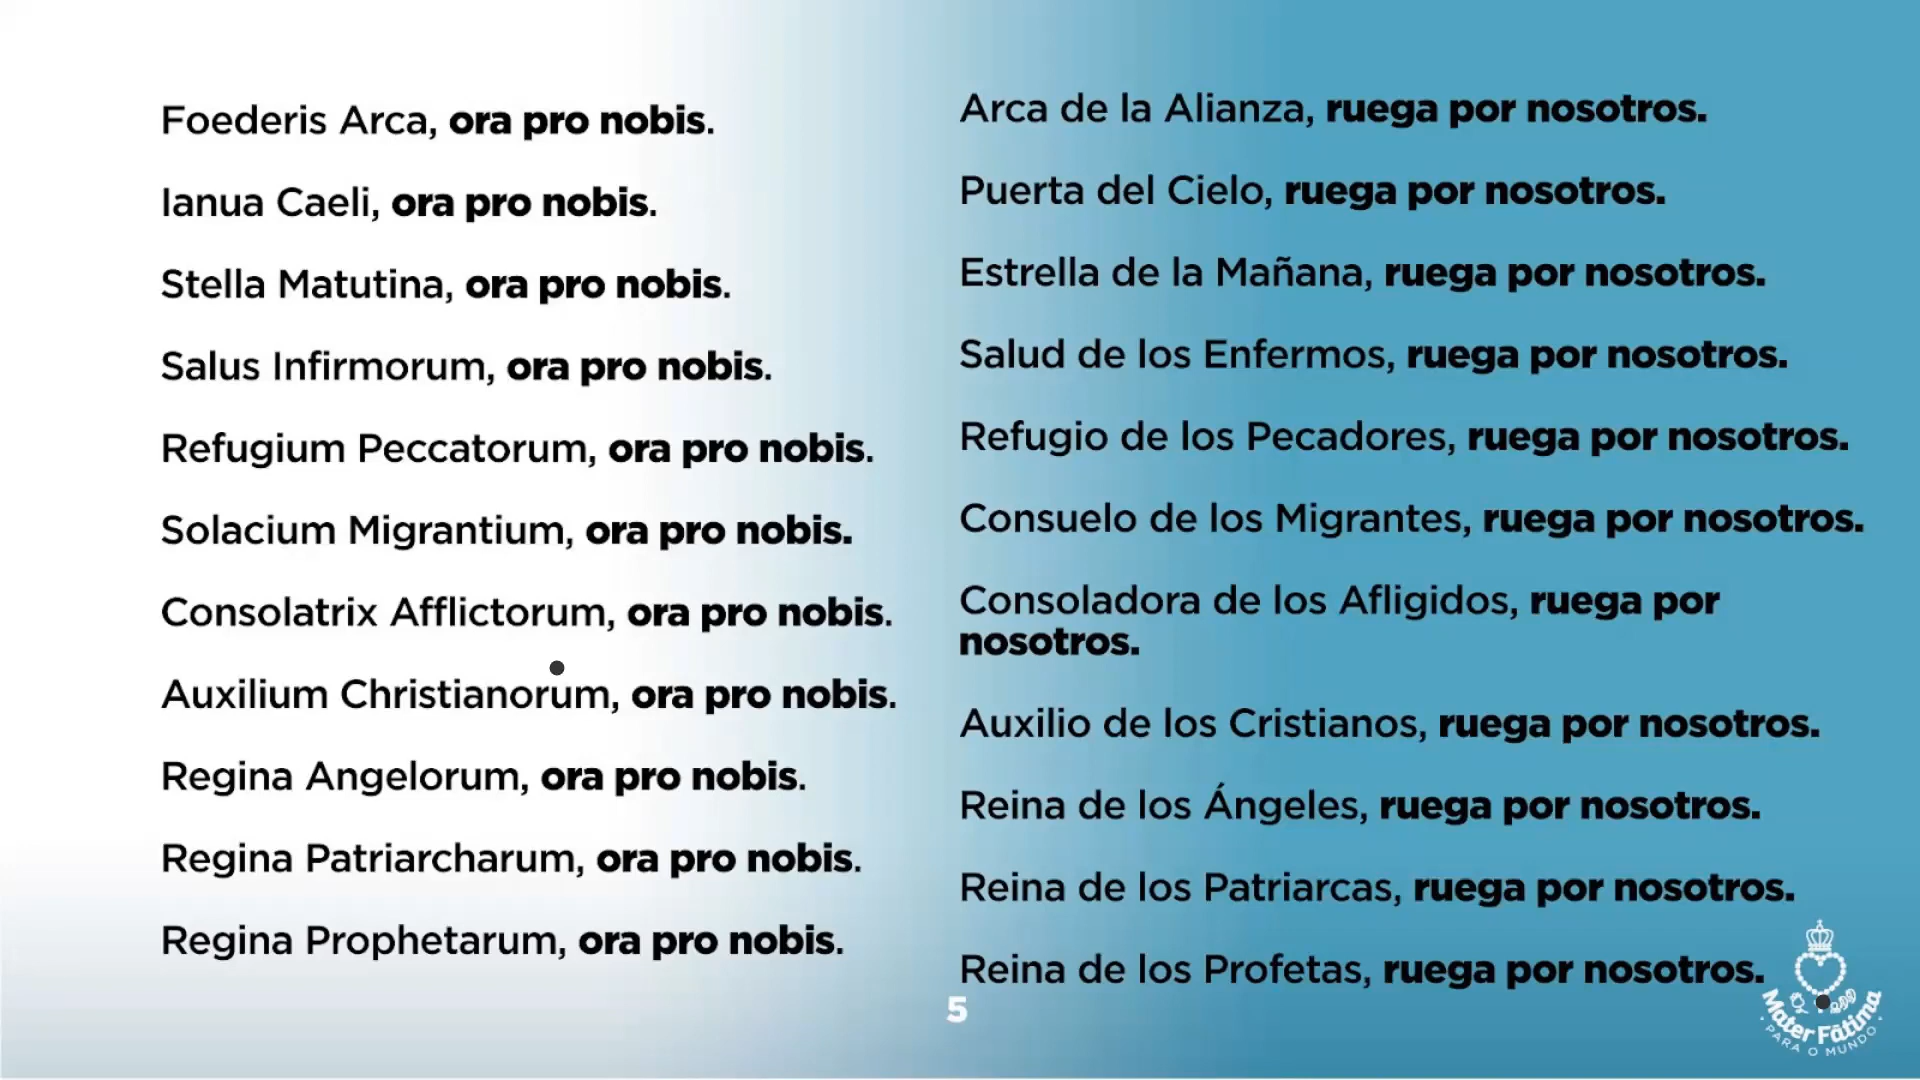 Foederis Arca, ora pro nobis.
Ianua Caeli, ora pro nobis.
Stella Matutina, ora pro nobis.
Salus Infirmorum, ora pro nobis.
Refugium Peccatorum, ora pro nobis.
Solacium Migrantium, ora pro nobis.
Consolatrix Afflictorum, ora pro nobis.
Auxilium Christianorum, ora pro nobis.
Regina Angelorum, ora pro nobis.
Regina Patriarcharum, ora pro nobis.
Regina Prophetarum, ora pro nobis.
Arca de la Alianza, ruega por nosotros.
Puerta del Cielo, ruega por nosotros.
Estrella de la Mañana, ruega por nosotros.
Salud de los Enfermos, ruega por nosotros.
Refugio de los Pecadores, ruega por nosotros.
Consuelo de los Migrantes, ruega por nosotros.
Consoladora de los Afligidos, ruega por
nosotros.
Auxilio de los Cristianos, ruega por nosotros.
Reina de los Ángeles, ruega por nosotros.
Reina de los Patriarcas, ruega por nosotros.
Reina de los Profetas, ruega por nosotros.
5
Mater Fátima
PARA O MUNDO